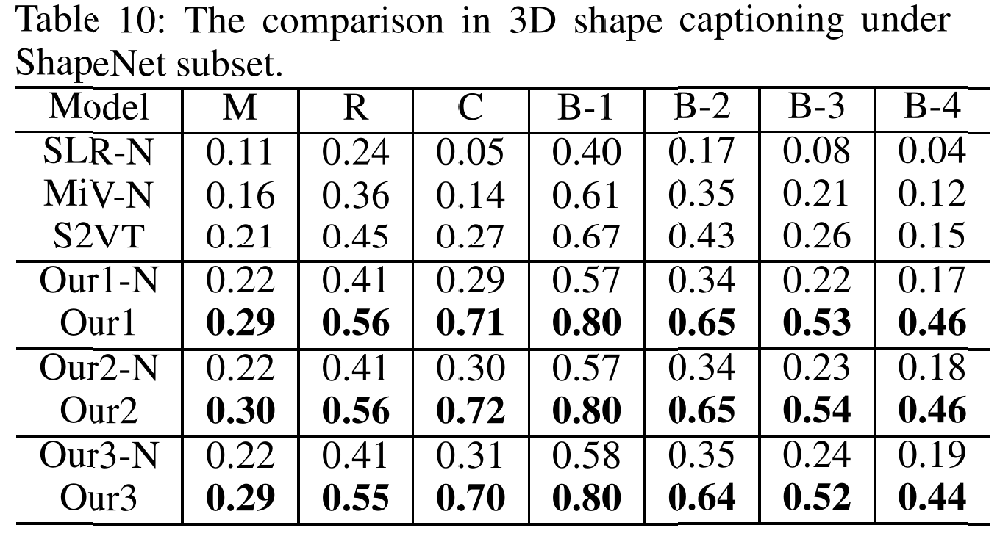 Table 10: The comparison in 3D shape captioning under
ShapeNet subset.
Model M R C B-1 B-2 B-3 B-4
SLR-N 0.11 0.24 0.05 0.40 0.17 0.08 0.04
MiV-N 0.16 0.36 0.14 0.61 0.35 0.21 0.12
S2VT 0.21 0.45 0.27 0.67 0.43 0.26 0.15
Our1-N 0.22 0.41 0.29 0.57 0.34 0.22 0.17
Our1 0.29 0.56 0.71 0.80 0.65 0.53 0.46
Our2-N 0.22 0.41 0.30 0.57 0.34 0.23 0.18
Our2 0.30 0.56 0.72 0.80 0.65 0.54 0.46
Our3-N 0.22 0.41 0.31 0.58 0.35 0.24 0.19
Our3 0.29 0.55 0.70 0.80 0.64 0.52 0.44